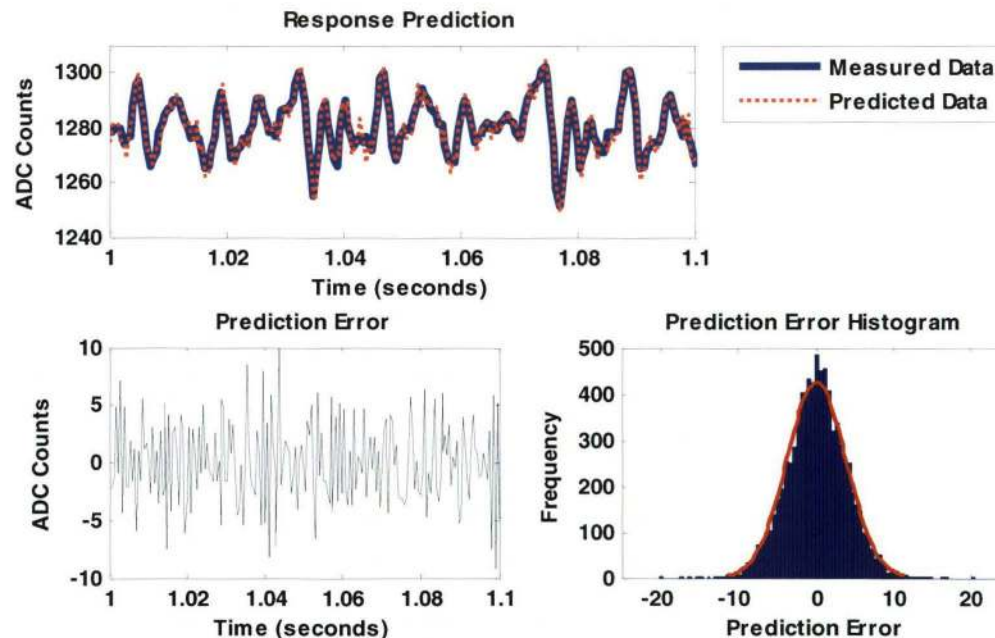 Response Prediction
ADC Counts
1300
1280
1260
1240
1
1.02
1.04
1.06
1.08
1.1
Time (seconds)
Measured Data
Predicted Data
Prediction Error
ADC Counts
10
5
0
-5
-10
1
1.02
1.04
1.06
1.08
1.1
Time (seconds)
Prediction Error Histogram
Frequency
500
400
300
200
100
0
-20
-10
0
10
20
Prediction Error